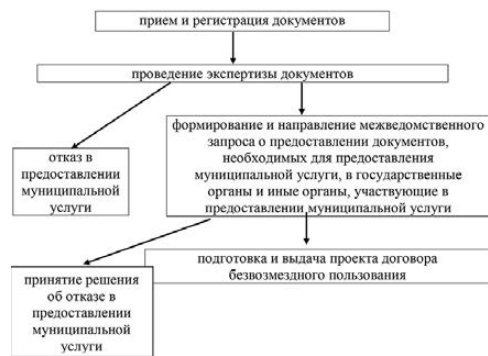 прием и регистрация документов
проведение экспертизы документов
формирование и направление межведомственного
запроса о предоставлении документов,
необходимых для предоставления
муниципальной услуги, в государственные
органы и иные органы, участвующие в
предоставлении муниципальной услуги
отказ в
предоставлении
муниципальной
услуги
подготовка и выдача проекта договора
безвозмездного пользования
принятие решения
об отказе в
предоставлении
муниципальной
услуги